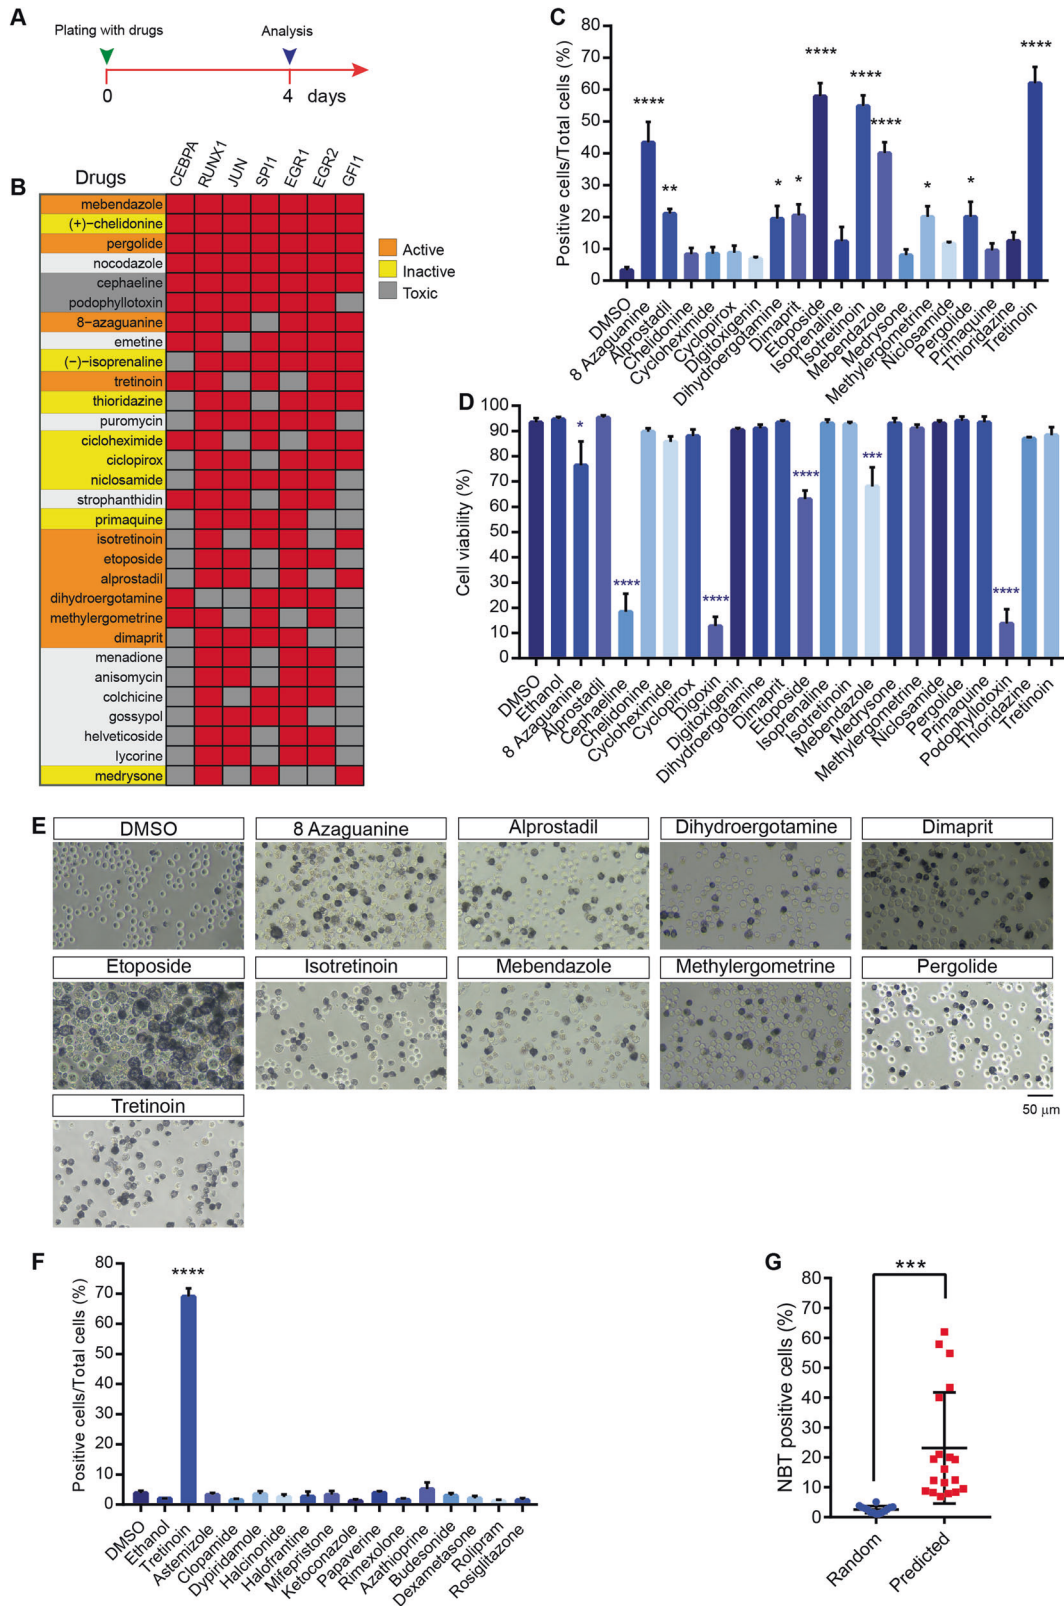 A
Plating with drugs
Analysis
0
4
days
B
Drugs
CEBPA
RUNX1
JUN
SPI1
EGR1
EGR2
GFI1
mebendazole
(+)-chelidonine
pergolide
nocodazole
cephaeline
podophyllotoxin
8-azaguanine
emetine
(-)-isoprenaline
tretinoin
thioridazine
puromycin
cicloheximide
ciclopirox
niclosamide
strophanthidin
primaquine
isotretinoin
etoposide
alprostadil
dihydroergotamine
methylergometrine
dimaprit
menadione
anisomycin
colchicine
gossypol
helveticoside
lycorine
medrysone
Active
Inactive
Toxic
C
Positive cells/Total cells (%)
80
70
60
50
40
30
20
10
0
****
**
*
*
****
****
****
*
*
****
DMSO
8 Azaguanine
Alprostadil
Chelidonine
Cycloheximide
Cyclopirox
Digitoxigenin
Dihydroergotamine
Dimaprit
Etoposide
Isoprenaline
Isotretinoin
Mebendazole
Medrysone
Methylergometrine
Niclosamide
Pergolide
Primaquine
Thioridazine
Tretinoin
D
Cell viability (%)
100
90
80
70
60
50
40
30
20
10
0
*
****
****
****
***
****
DMSO
Ethanol
8 Azaguanine
Alprostadil
Cephaeline
Chelidonine
Cycloheximide
Cyclopirox
Digoxin
Digitoxigenin
Dihydroergotamine
Dimaprit
Etoposide
Isoprenaline
Isotretinoin
Mebendazole
Medrysone
Methylergometrine
Niclosamide
Pergolide
Primaquine
Podophyllotoxin
Thioridazine
Tretinoin
E
DMSO
8 Azaguanine
Alprostadil
Dihydroergotamine
Dimaprit
Etoposide
Isotretinoin
Mebendazole
Methylergometrine
Pergolide
Tretinoin
50 μm
F
Positive cells/Total cells (%)
80
70
60
50
40
30
20
10
0
****
DMSO
Ethanol
Tretinoin
Astemizole
Clopamide
Dypiridamol
Halcinonide
Halofrantine
Mifepristone
Ketoconazole
Papaverine
Rimexolone
Azathioprine
Budesonide
Dexametasone
Rolipram
Rosiglitazone
G
NBT positive cells (%)
80
70
60
50
40
30
20
10
0
***
Random
Predicted